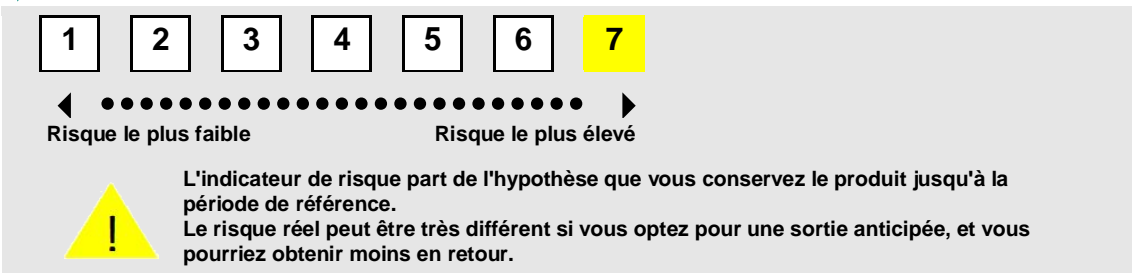 1 2 3 4 5 6 7
Risque le plus faible Risque le plus élevé
L'indicateur de risque part de l'hypothèse que vous conservez le produit jusqu'à la
période de référence.
!
Le risque réel peut être très différent si vous optez pour une sortie anticipée, et vous
pourriez obtenir moins en retour.